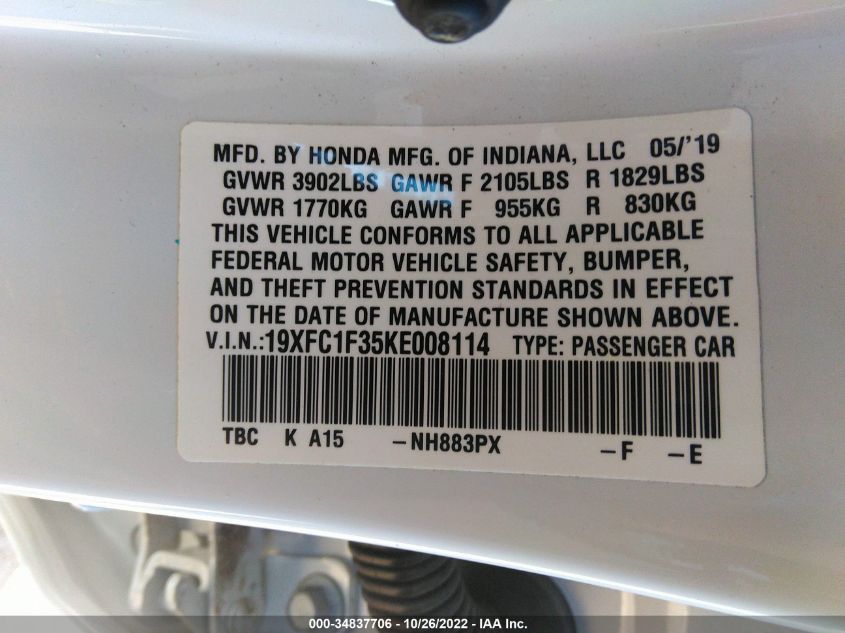 MFD. BY HONDA MFG. OF INDIANA, LLC 05/'19
GVWR 3902LBS GAWR F 2105LBS R 1829LBS
GVWR 1770KG GAWR F 955KG R 830KG
THIS VEHICLE CONFORMS TO ALL APPLICABLE
FEDERAL MOTOR VEHICLE SAFETY, BUMPER,
AND THEFT PREVENTION STANDARDS IN EFFECT
ON THE DATE OF MANUFACTURE SHOWN ABOVE.
V.I.N.:19XFC1F35KE008114 TYPE: PASSENGER CAR
TBC K A15 -NH883PX -F -E
000-34837706 - 10/26/2022 - IAA Inc.